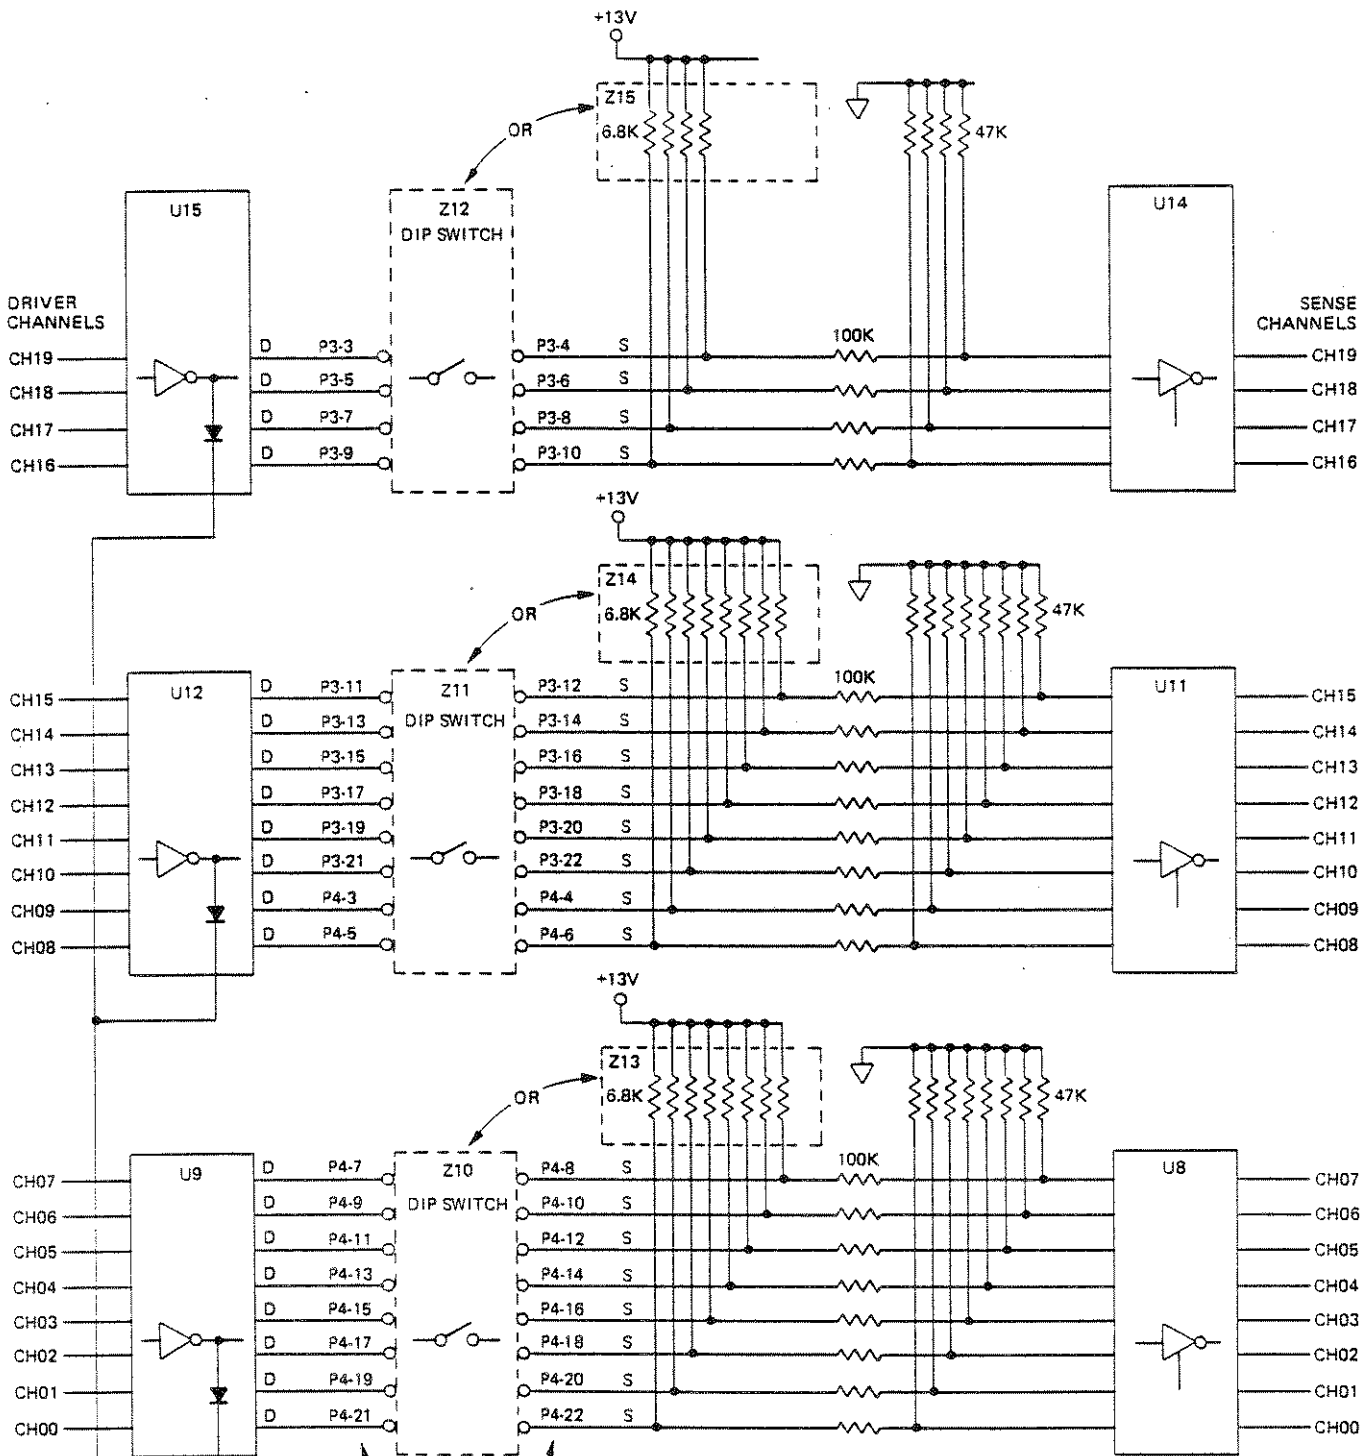 +13V
Z15
6.8K
47K
OR
U15
Z12
DIP SWITCH
U14
DRIVER
CHANNELS
SENSE
CHANNELS
100K
CH19 D P3-3 P3-4 S CH19
CH18 D P3-5 P3-6 S CH18
CH17 D P3-7 P3-8 S CH17
CH16 D P3-9 P3-10 S CH16
+13V
Z14
6.8K
47K
OR
U12
Z11
DIP SWITCH
U11
100K
CH15 D P3-11 P3-12 S CH15
CH14 D P3-13 P3-14 S CH14
CH13 D P3-15 P3-16 S CH13
CH12 D P3-17 P3-18 S CH12
CH11 D P3-19 P3-20 S CH11
CH10 D P3-21 P3-22 S CH10
CH09 D P4-3 P4-4 S CH09
CH08 D P4-5 P4-6 S CH08
+13V
Z13
6.8K
47K
OR
U9
Z10
DIP SWITCH
U8
100K
CH07 D P4-7 P4-8 S CH07
CH06 D P4-9 P4-10 S CH06
CH05 D P4-11 P4-12 S CH05
CH04 D P4-13 P4-14 S CH04
CH03 D P4-15 P4-16 S CH03
CH02 D P4-17 P4-18 S CH02
CH01 D P4-19 P4-20 S CH01
CH00 D P4-21 P4-22 S CH00